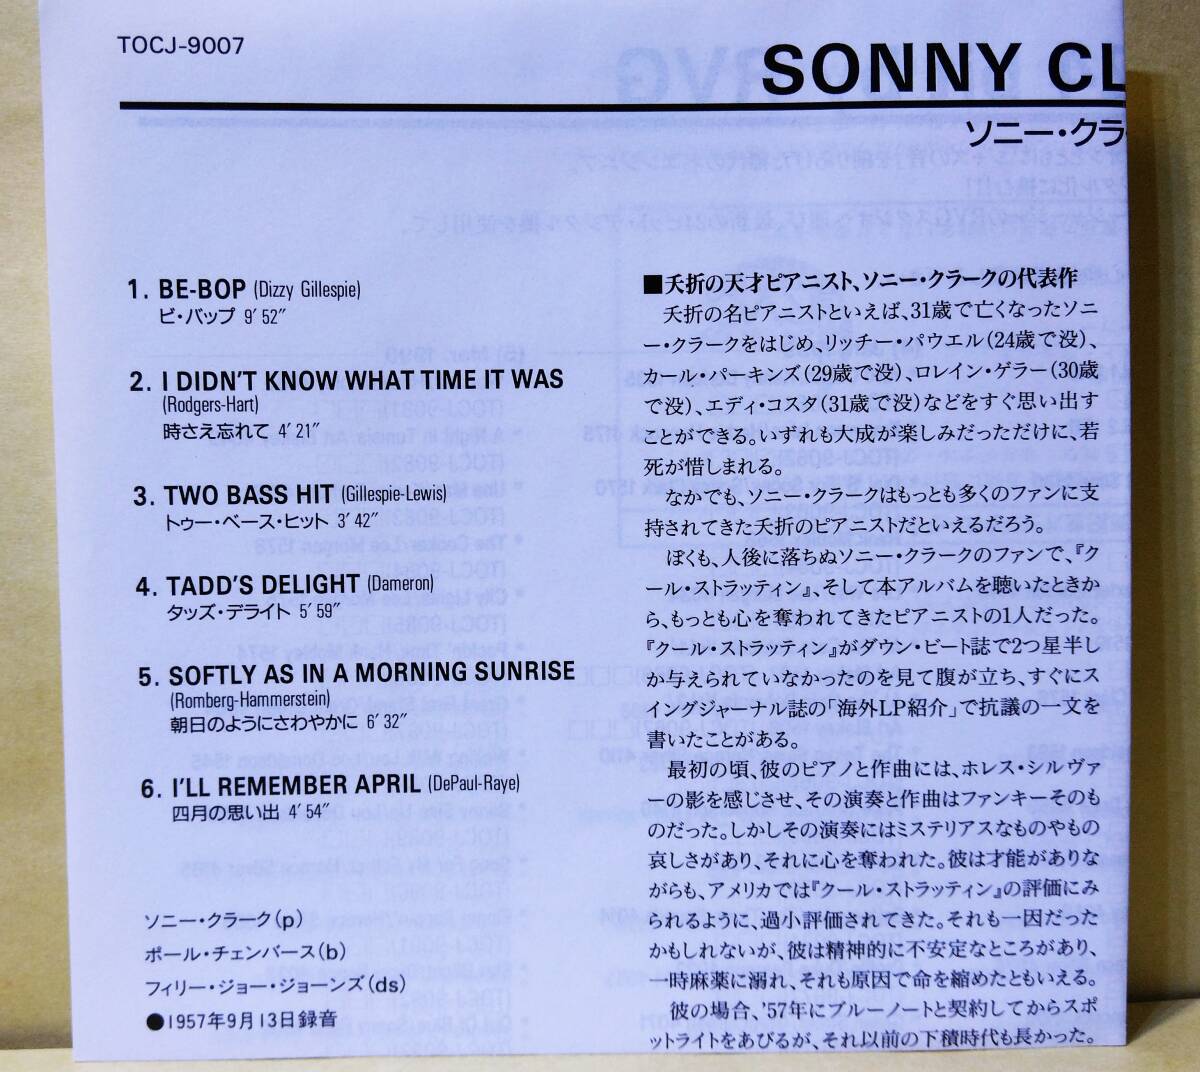 TOCJ-9007
SONNY CL
ソニー・クラ
1. BE-BOP (Dizzy Gillespie)
ビ・バップ 9′52″
2. I DIDN'T KNOW WHAT TIME IT WAS
(Rodgers-Hart)
時さえ忘れて 4′21″
3. TWO BASS HIT (Gillespie-Lewis)
トゥー・ベース・ヒット 3′42″
4. TADD'S DELIGHT (Dameron)
タッズ・デライト 5′59″
5. SOFTLY AS IN A MORNING SUNRISE
(Romberg-Hammerstein)
朝日のようにさわやかに 6′32″
6. I'LL REMEMBER APRIL (DePaul-Raye)
四月の思い出 4′54″
ソニー・クラーク(p)
ポール・チェンバース(b)
フィリー・ジョー・ジョーンズ(ds)
●1957年9月13日録音
■夭折の天才ピアニスト、ソニー・クラークの代表作
夭折の名ピアニストといえば、31歳で亡くなったソニ
ー・クラークをはじめ、リッチー・パウエル(24歳で没)、
カール・パーキンズ(29歳で没)、ロレイン・ゲラー(30歳
で没)、エディ・コスタ(31歳で没)などをすぐ思い出す
ことができる。いずれも大成が楽しみだっただけに、若
死が惜しまれる。
なかでも、ソニー・クラークはもっとも多くのファンに支
持されてきた夭折のピアニストだといえるだろう。
ぼくも、人後に落ちぬソニー・クラークのファンで、『ク
ール・ストラッティン』、そして本アルバムを聴いたときか
ら、もっとも心を奪われてきたピアニストの1人だった。
『クール・ストラッティン』がダウン・ビート誌で2つ星半し
か与えられていなかったのを見て腹が立ち、すぐにス
イングジャーナル誌の「海外LP紹介」で抗議の一文を
書いたことがある。
最初の頃、彼のピアノと作曲には、ホレス・シルヴァ
ーの影を感じさせ、その演奏と作曲はファンキーそのも
のだった。しかしその演奏にはミステリアスなものやもの
哀しさがあり、それに心を奪われた。彼は才能がありな
がらも、アメリカでは『クール・ストラッティン』の評価にみ
られるように、過小評価されてきた。それも一因だった
かもしれないが、彼は精神的に不安定なところがあり、
一時麻薬に溺れ、それも原因で命を縮めたともいえる。
彼の場合、'57年にブルーノートと契約してからスポ
ットライトをあびるが、それ以前の下積時代も長かった。